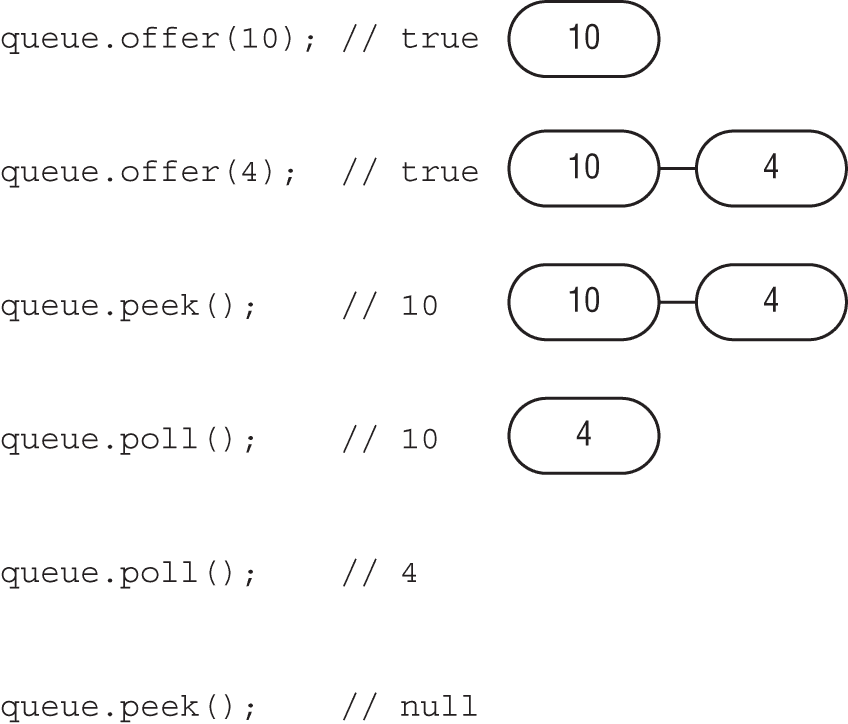 queue.offer(10); // true 10
queue.offer(4); // true 10 4
queue.peek(); // 10 10 4
queue.poll(); // 10 4
queue.poll(); // 4
queue.peek(); // null